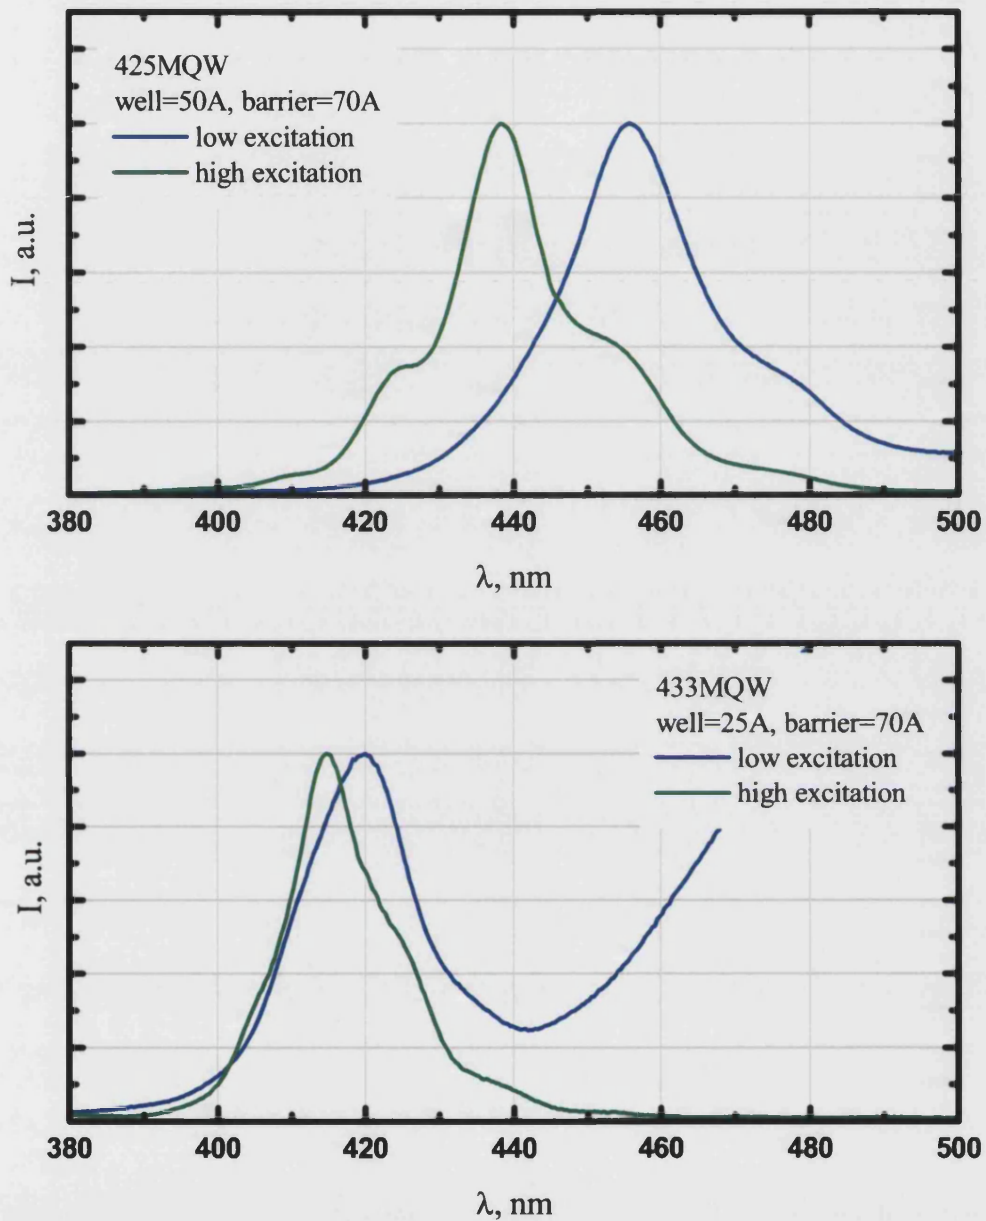 425MQW
well=50A, barrier=70A
low excitation
high excitation
I, a.u.
380 400 420 440 460 480 500
λ, nm
433MQW
well=25A, barrier=70A
low excitation
high excitation
I, a.u.
380 400 420 440 460 480 500
λ, nm